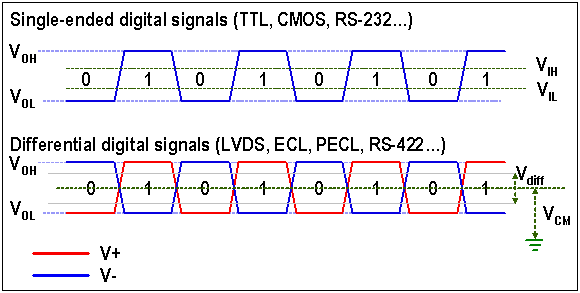 Single-ended digital signals (TTL, CMOS, RS-232...)
VOH
0 1 0 1 0 1 0 1
VIH
VIL
VOL
Differential digital signals (LVDS, ECL, PECL, RS-422...)
VOH
0 1 0 1 0 1 0 1
Vdiff
VOL
VCM
V+
V-